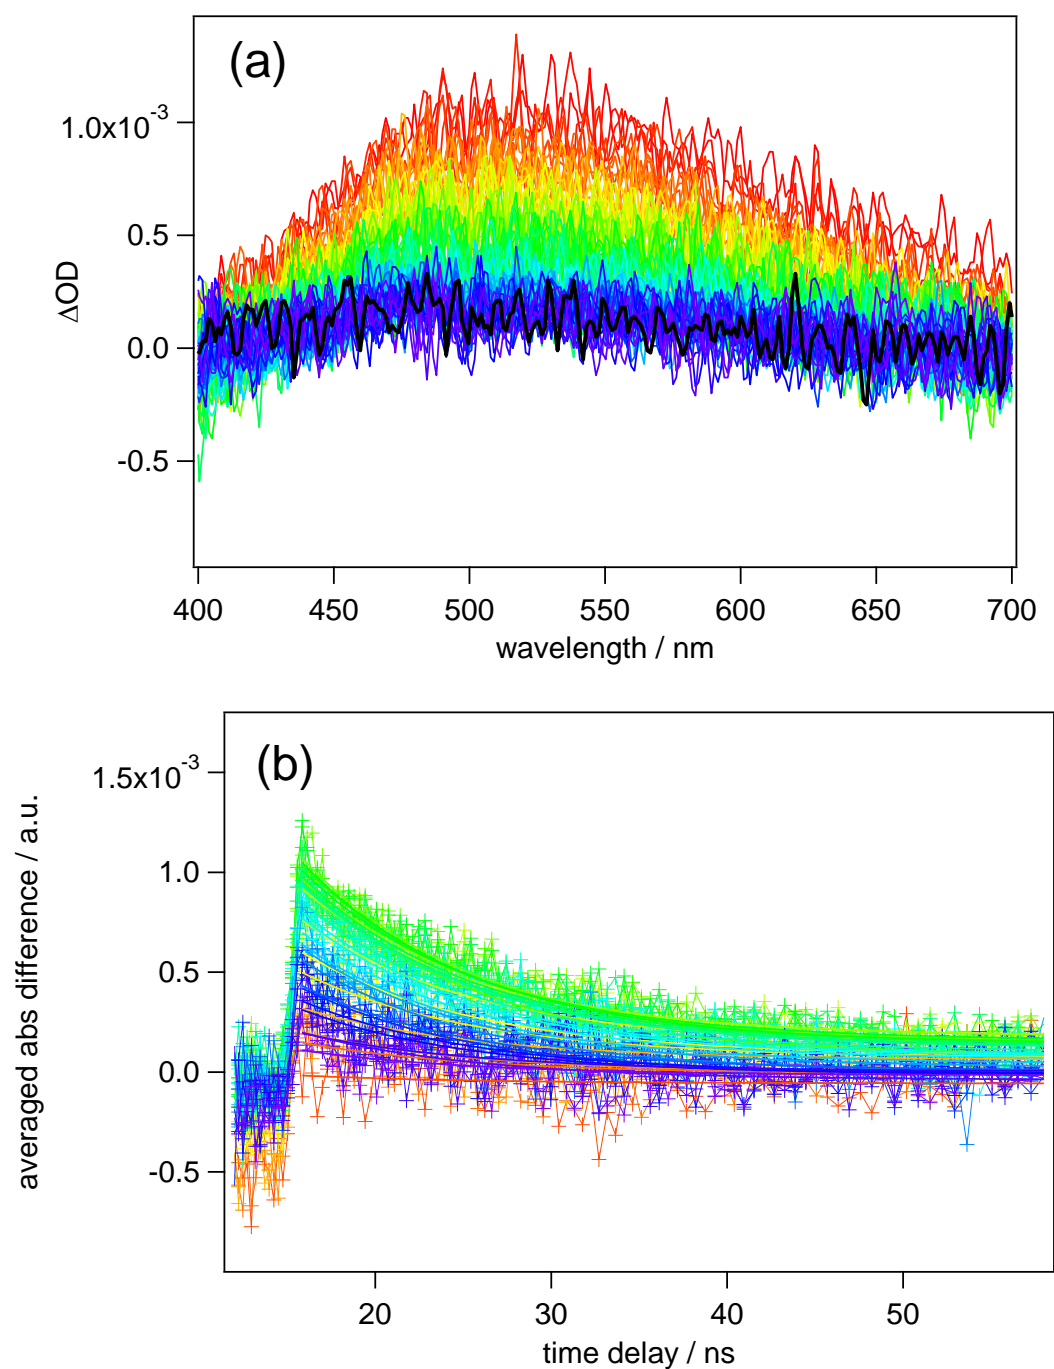 (a)
1.0x10-3
0.5
0.0
-0.5
ΔOD
400 450 500 550 600 650 700
wavelength / nm
(b)
1.5x10-3
1.0
0.5
0.0
-0.5
averaged abs difference / a.u.
20 30 40 50
time delay / ns